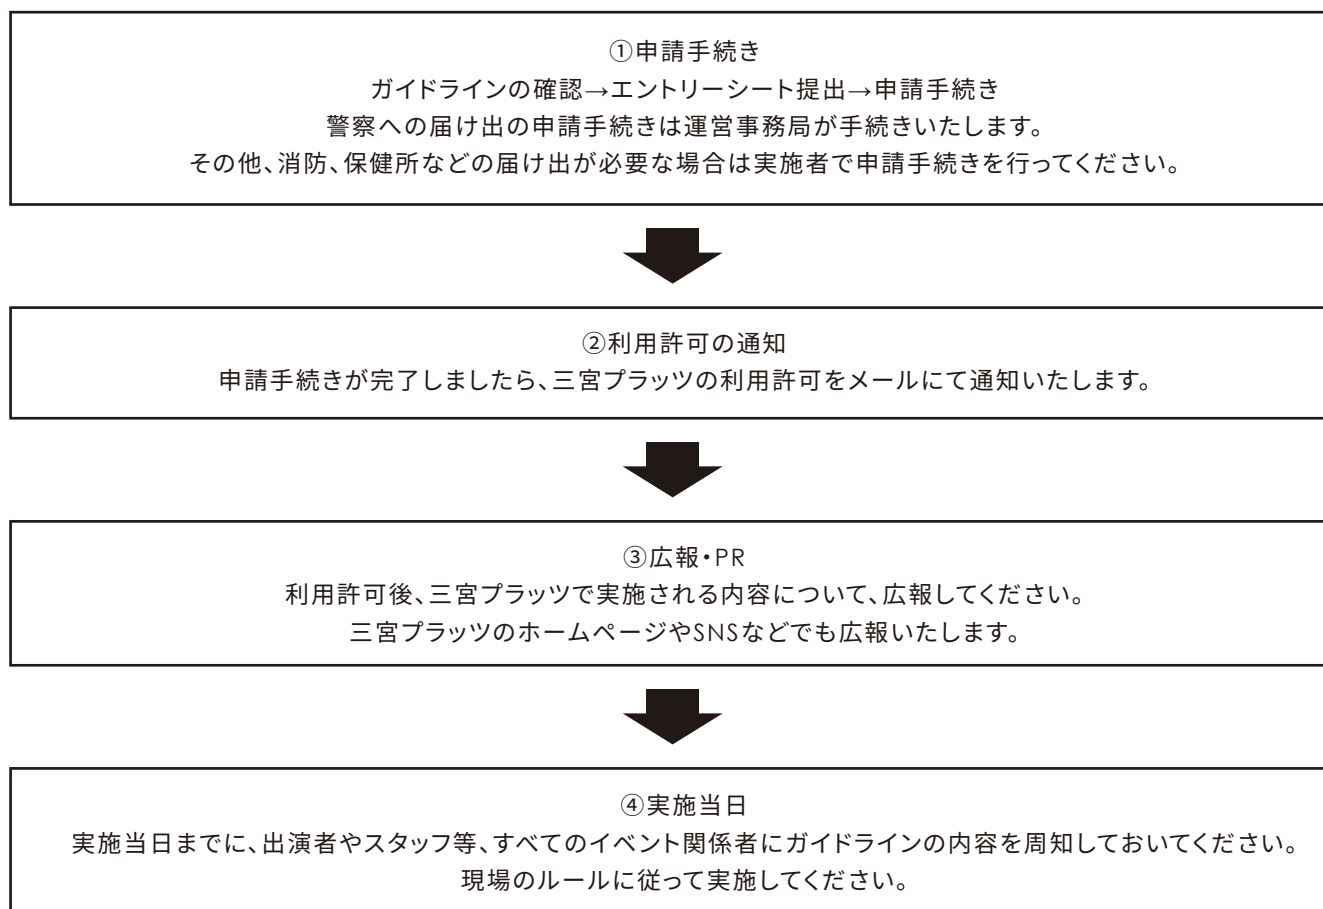 ①申請手続き
ガイドラインの確認→エントリーシート提出→申請手続き
警察への届け出の申請手続きは運営事務局が手続きいたします。
その他、消防、保健所などの届け出が必要な場合は実施者で申請手続きを行ってください。
②利用許可の通知
申請手続きが完了しましたら、三宮プラッツの利用許可をメールにて通知いたします。
③広報・PR
利用許可後、三宮プラッツで実施される内容について、広報してください。
三宮プラッツのホームページやSNSなどでも広報いたします。
④実施当日
実施当日までに、出演者やスタッフ等、すべてのイベント関係者にガイドラインの内容を周知しておいてください。
現場のルールに従って実施してください。